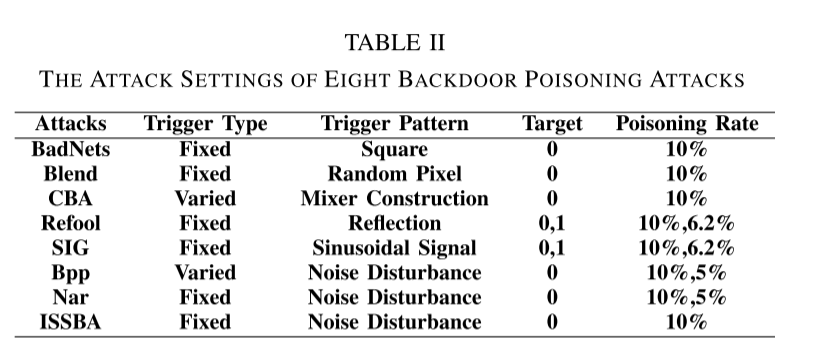 TABLE II
THE ATTACK SETTINGS OF EIGHT BACKDOOR POISONING ATTACKS
Attacks Trigger Type Trigger Pattern Target Poisoning Rate
BadNets Fixed Square 0 10%
Blend Fixed Random Pixel 0 10%
CBA Varied Mixer Construction 0 10%
Refool Fixed Reflection 0,1 10%,6.2%
SIG Fixed Sinusoidal Signal 0,1 10%,6.2%
Bpp Varied Noise Disturbance 0 10%,5%
Nar Fixed Noise Disturbance 0 10%,5%
ISSBA Fixed Noise Disturbance 0 10%